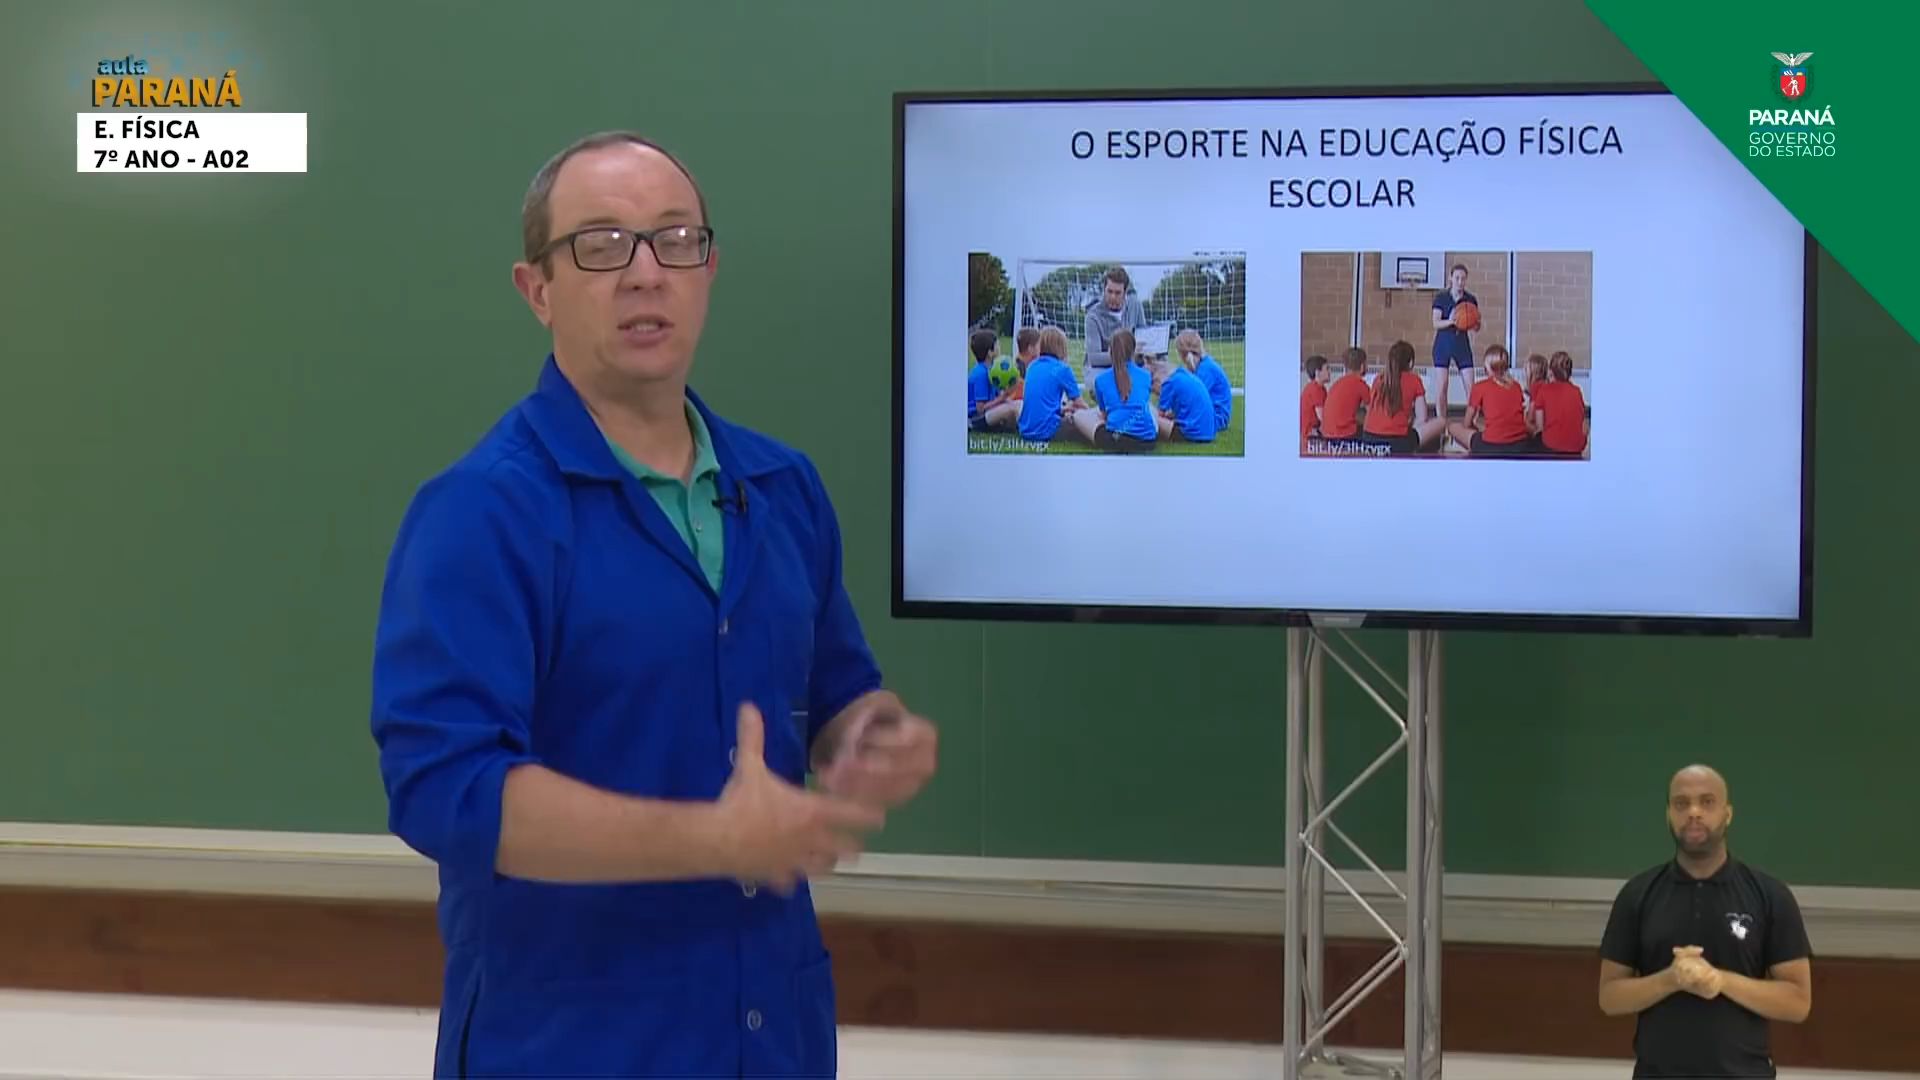 aula
PARANÁ
E. FÍSICA
7º ANO - A02
PARANÁ
GOVERNO
DO ESTADO
O ESPORTE NA EDUCAÇÃO FÍSICA
ESCOLAR
bit.ly/3lHzvgx
bit.ly/3lHzvgx